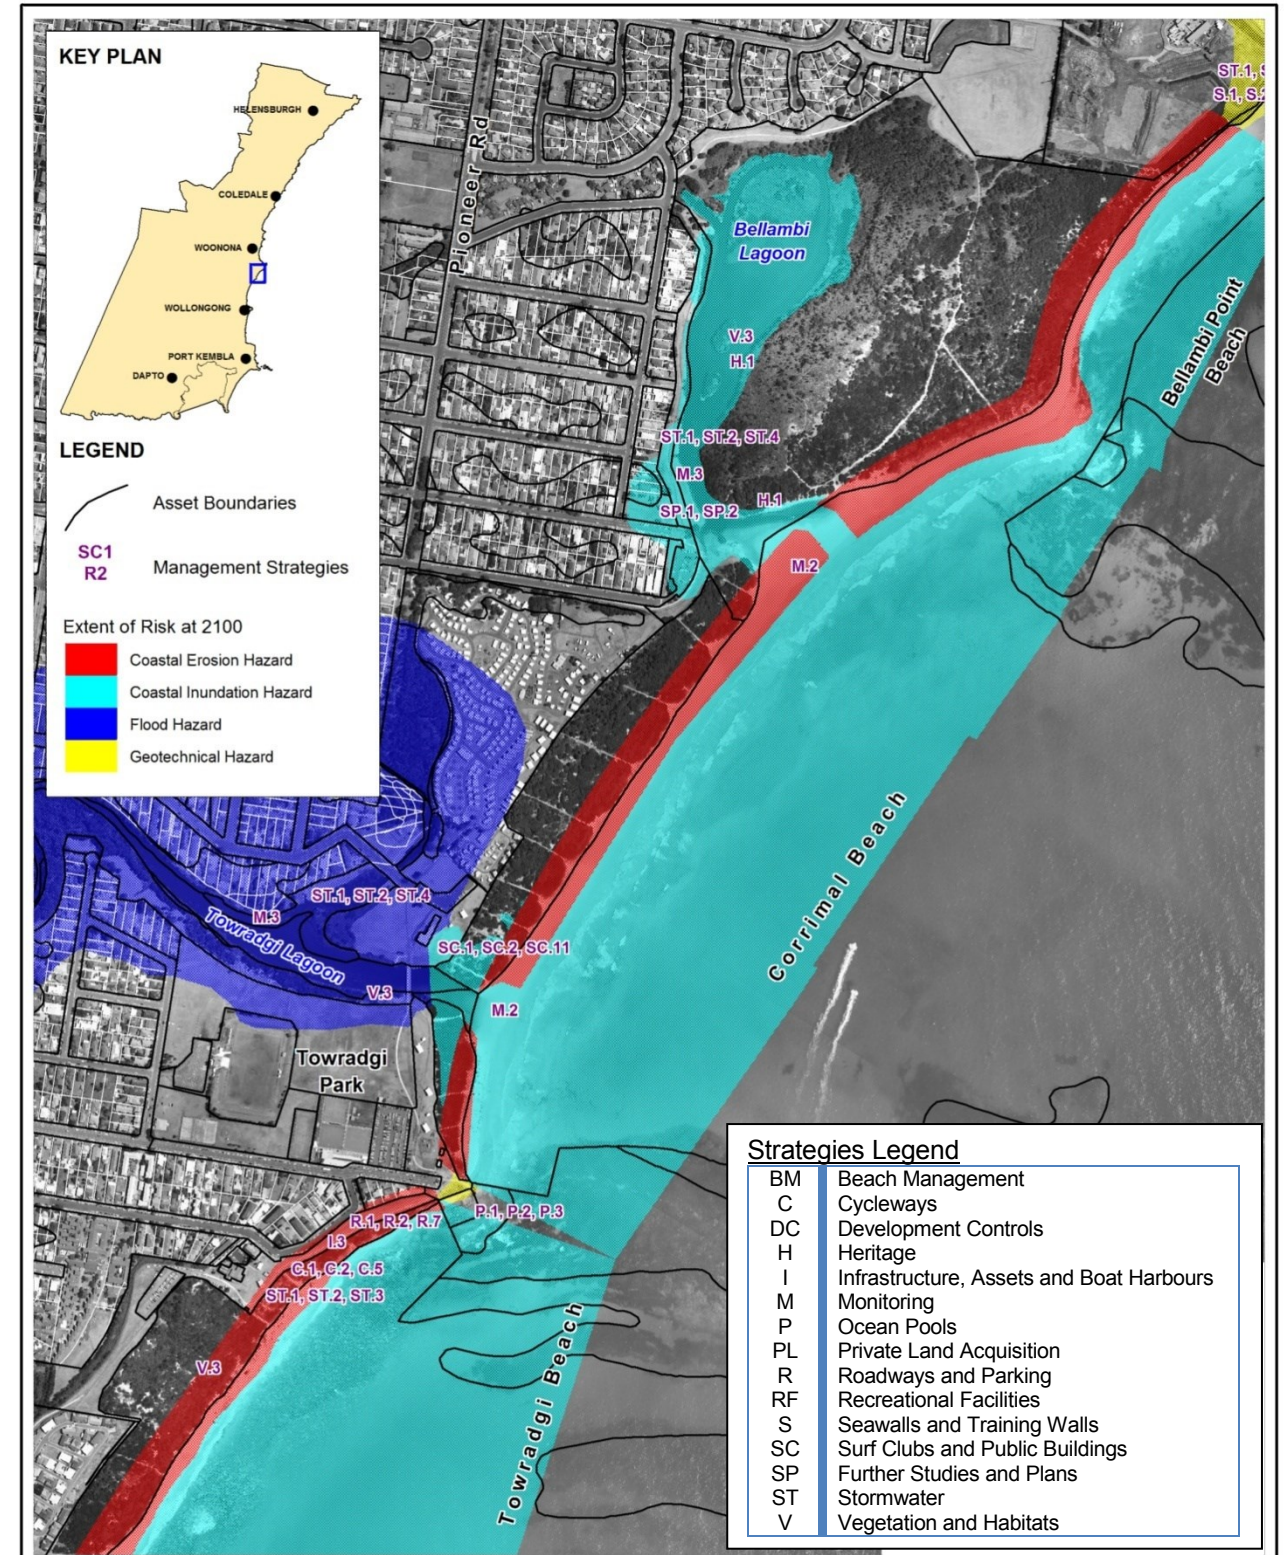 KEY PLAN
HELENSBURGH
COLEDALE
WOONONA
WOLLONGONG
PORT KEMBLA
DAPTO
LEGEND
Asset Boundaries
SC1
R2
Management Strategies
Extent of Risk at 2100
Coastal Erosion Hazard
Coastal Inundation Hazard
Flood Hazard
Geotechnical Hazard
Pioneer Rd
ST.1,
S.1, S.2
Bellambi
Lagoon
Bellambi Point
Beach
V.3
H.1
ST.1, ST.2, ST.4
M.3
H.1
SP.1, SP.2
M.2
Corrimal Beach
ST.1, ST.2, ST.4
M.3
Towradgi Lagoon
SC.1, SC.2, SC.11
V.3
M.2
Towradgi
Park
R.1, R.2, R.7
P.1, P.2, P.3
I.3
C.1, C.2, C.5
ST.1, ST.2, ST.3
V.3
Towradgi Beach
Strategies Legend
BM Beach Management
C Cycleways
DC Development Controls
H Heritage
I Infrastructure, Assets and Boat Harbours
M Monitoring
P Ocean Pools
PL Private Land Acquisition
R Roadways and Parking
RF Recreational Facilities
S Seawalls and Training Walls
SC Surf Clubs and Public Buildings
SP Further Studies and Plans
ST Stormwater
V Vegetation and Habitats